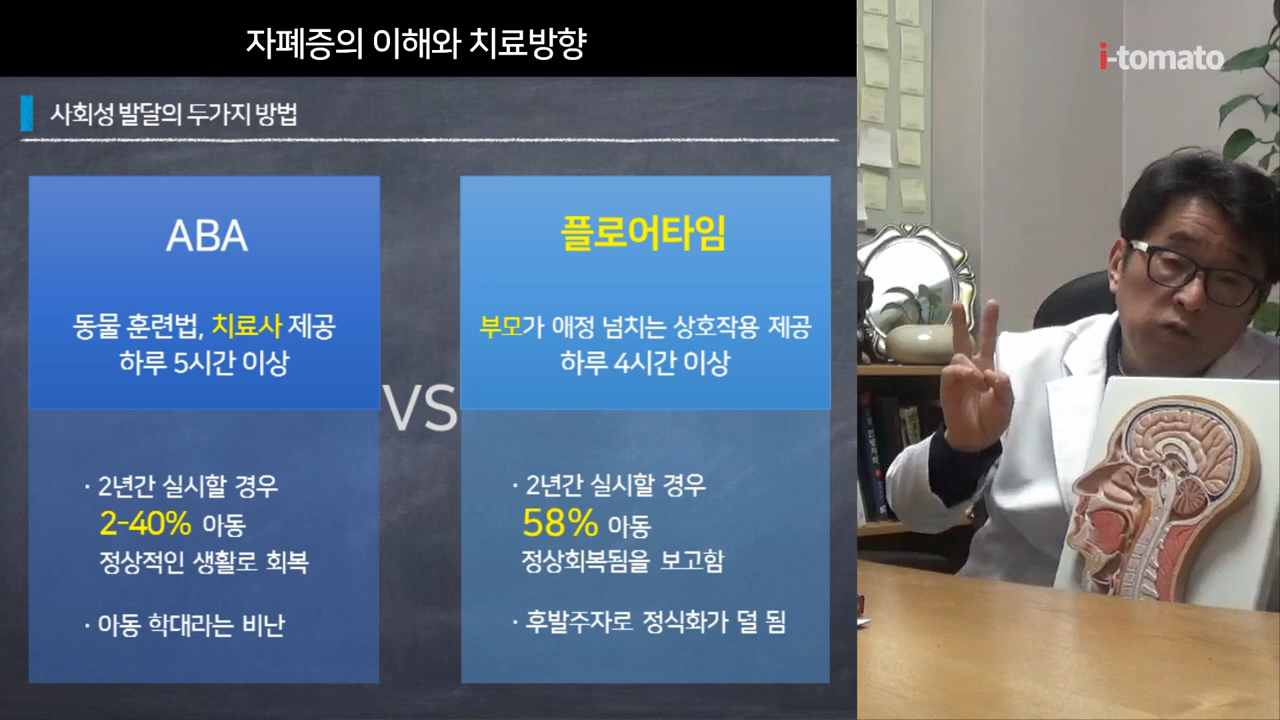 자폐증의 이해와 치료방향
i-tomato
사회성 발달의 두가지 방법
ABA
동물 훈련법, 치료사 제공
하루 5시간 이상
VS
플로어타임
부모가 애정 넘치는 상호작용 제공
하루 4시간 이상
· 2년간 실시할 경우
2-40% 아동
정상적인 생활로 회복
· 아동 학대라는 비난
· 2년간 실시할 경우
58% 아동
정상회복됨을 보고함
· 후발주자로 정식화가 덜 됨